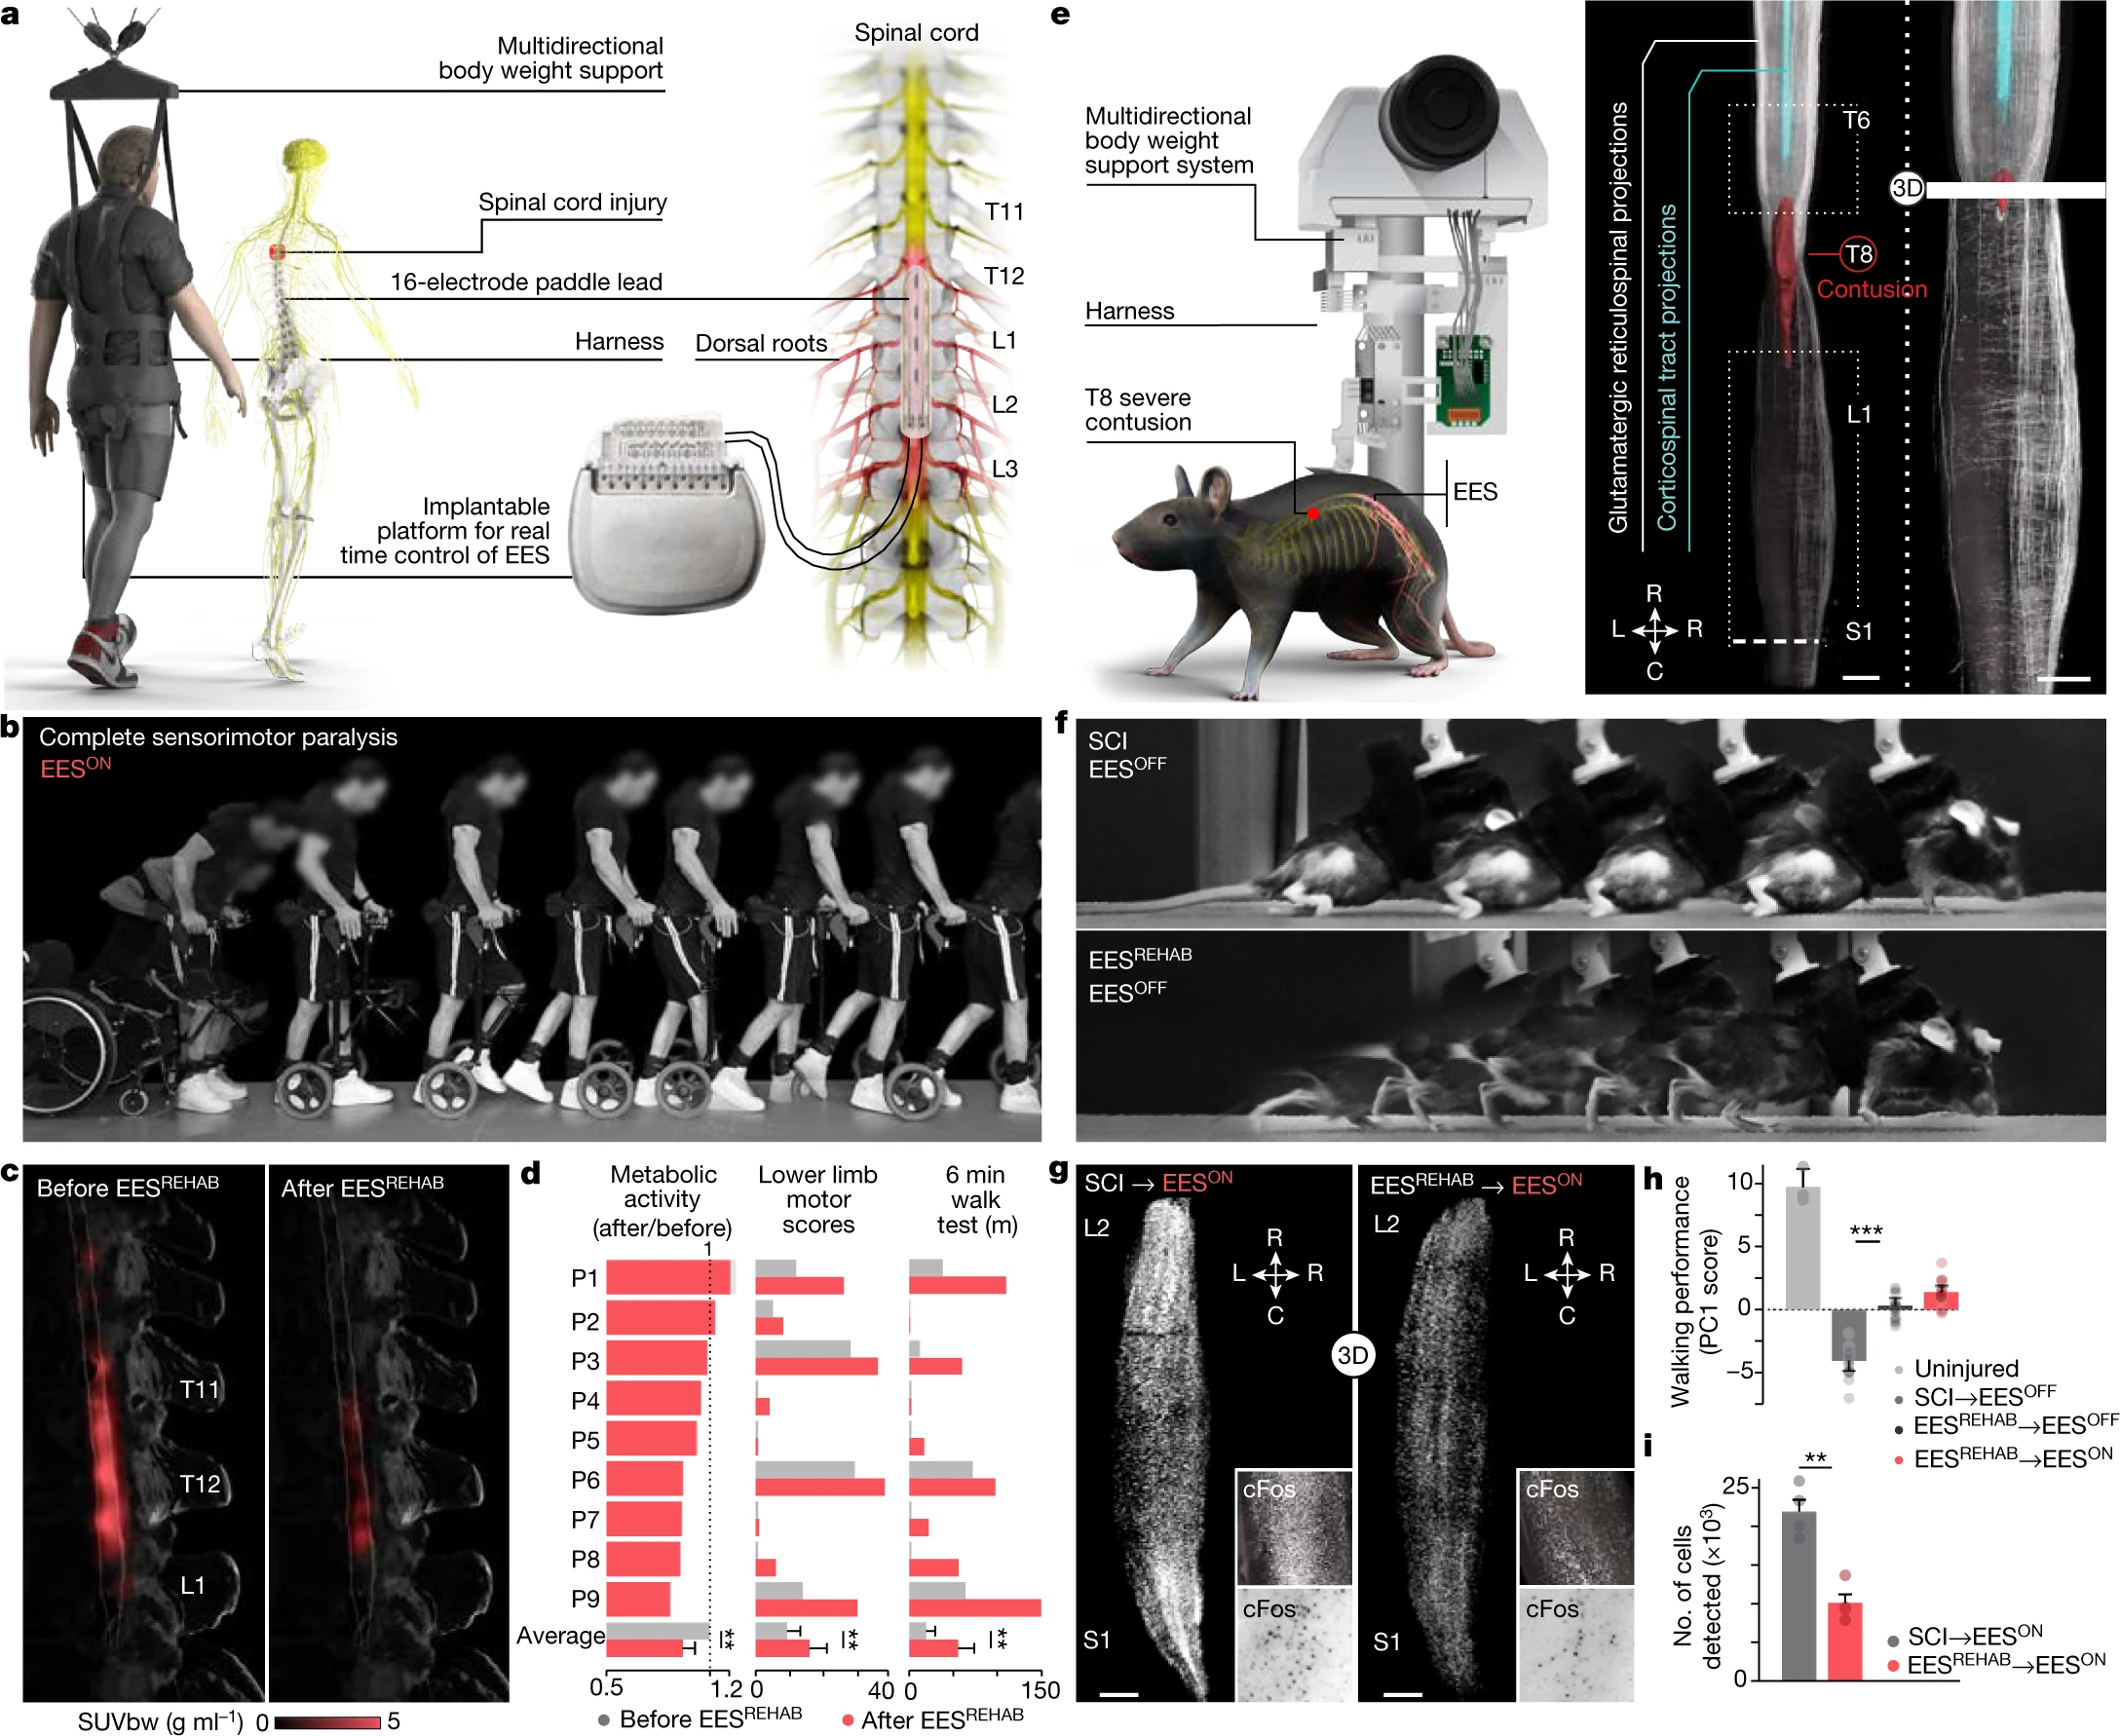 a
Multidirectional
body weight support
Spinal cord injury
16-electrode paddle lead
Harness
Dorsal roots
Implantable
platform for real
time control of EES
Spinal cord
T11
T12
L1
L2
L3
e
Multidirectional
body weight
support system
Harness
T8 severe
contusion
EES
Glutamatergic reticulospinal projections
Corticospinal tract projections
T6
3D
T8
Contusion
L1
S1
R
L R
C
b
Complete sensorimotor paralysis
EES^ON
f
SCI
EES^OFF
EES^REHAB
EES^OFF
c
Before EES^REHAB
After EES^REHAB
T11
T12
L1
SUVbw (g ml⁻¹) 0 5
d
Metabolic
activity
(after/before)
Lower limb
motor
scores
6 min
walk
test (m)
1
P1
P2
P3
P4
P5
P6
P7
P8
P9
Average
**
**
**
0.5 1.2 0 40 0 150
Before EES^REHAB
After EES^REHAB
g
SCI → EES^ON
L2
R
L R
C
cFos
cFos
S1
3D
EES^REHAB → EES^ON
L2
R
L R
C
cFos
cFos
S1
h
Walking performance
(PC1 score)
10
5
0
−5
***
Uninjured
SCI→EES^OFF
EES^REHAB→EES^OFF
EES^REHAB→EES^ON
i
No. of cells
detected (×10³)
25
0
**
SCI→EES^ON
EES^REHAB→EES^ON